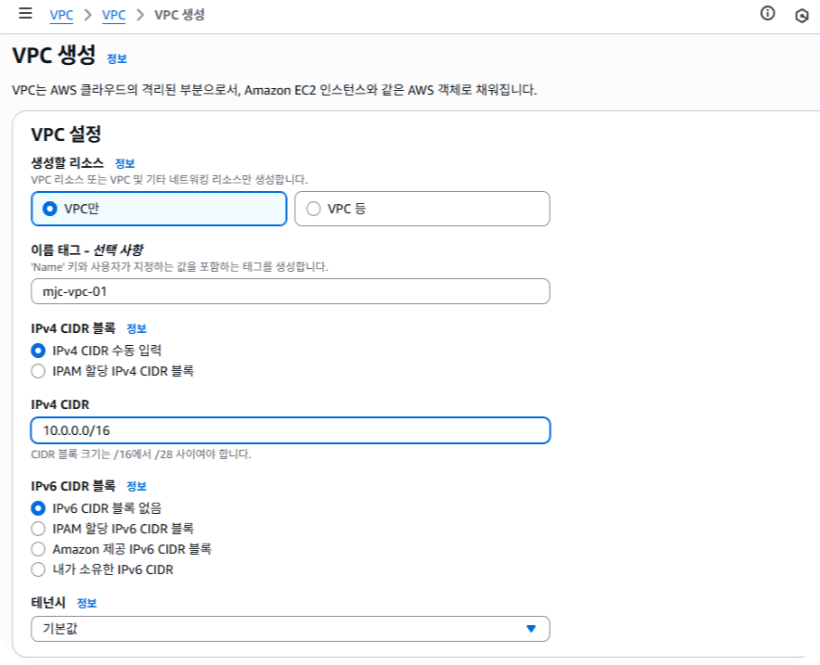 VPC > VPC > VPC 생성
VPC 생성 정보
VPC는 AWS 클라우드의 격리된 부분으로서, Amazon EC2 인스턴스와 같은 AWS 객체로 채워집니다.
VPC 설정
생성할 리소스 정보
VPC 리소스 또는 VPC 및 기타 네트워킹 리소스만 생성합니다.
VPC만
VPC 등
이름 태그 - 선택 사항
'Name' 키와 사용자가 지정하는 값을 포함하는 태그를 생성합니다.
mjc-vpc-01
IPv4 CIDR 블록 정보
IPv4 CIDR 수동 입력
IPAM 할당 IPv4 CIDR 블록
IPv4 CIDR
10.0.0.0/16
CIDR 블록 크기는 /16에서 /28 사이여야 합니다.
IPv6 CIDR 블록 정보
IPv6 CIDR 블록 없음
IPAM 할당 IPv6 CIDR 블록
Amazon 제공 IPv6 CIDR 블록
내가 소유한 IPv6 CIDR
테넌시 정보
기본값